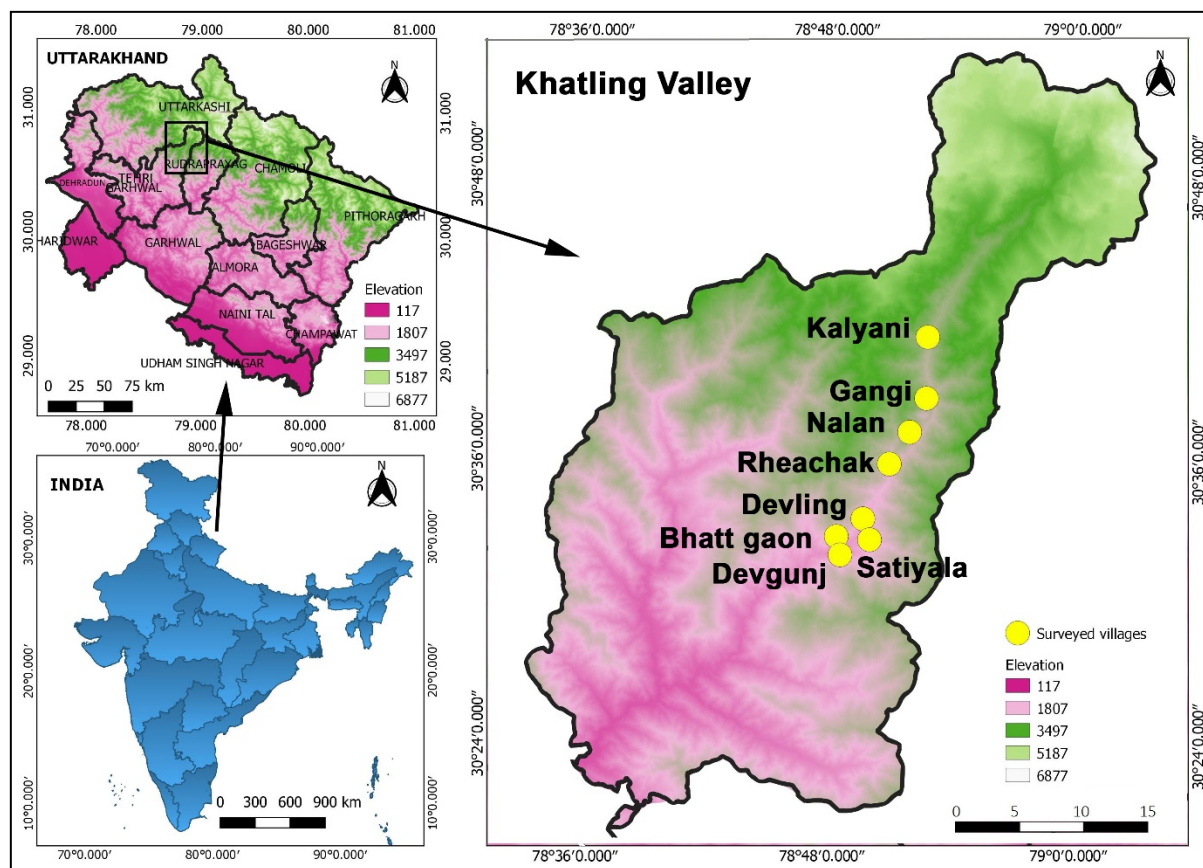 78.000 79.000 80.000 81.000
UTTARAKHAND
N
31.000
30.000
29.000
31.000
30.000
29.000
UTTARKASHI
RUDRAPRAYAG
CHAMOLI
DEHRADUN
TEHRI
GARHWAL
PITHORAGARH
HARIDWAR
GARHWAL
BAGESHWAR
ALMORA
NAINI TAL
CHAMPAWAT
UDHAM SINGH NAGAR
Elevation
117
1807
3497
5187
6877
0 25 50 75 km
78.000 79.000 80.000 81.000
70°0.000′ 80°0.000′ 90°0.000′
INDIA
N
30°0.000′
20°0.000′
10°0.000′
30°0.000′
20°0.000′
10°0.000′
0 300 600 900 km
70°0.000′ 80°0.000′ 90°0.000′
78°36′0.000″ 78°48′0.000″ 79°0′0.000″
Khatling Valley
N
30°48′0.000″
30°36′0.000″
30°24′0.000″
30°48′0.000″
30°36′0.000″
30°24′0.000″
Kalyani
Gangi
Nalan
Rheachak
Devling
Bhatt gaon
Devgunj
Satiyala
Surveyed villages
Elevation
117
1807
3497
5187
6877
0 5 10 15
78°36′0.000″ 78°48′0.000″ 79°0′0.000″